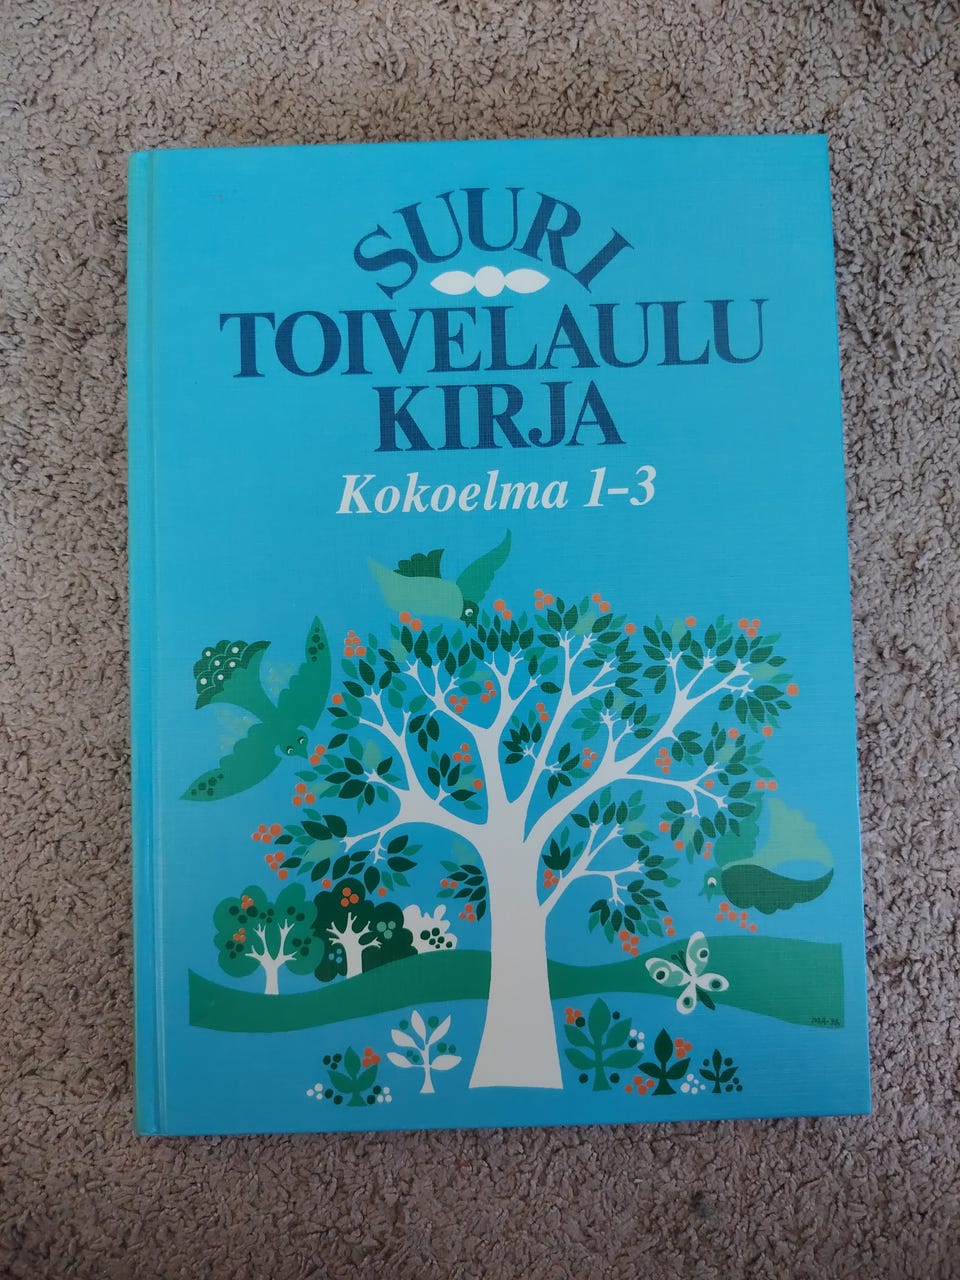 SUURI
TOIVELAULU
KIRJA
Kokoelma 1-3